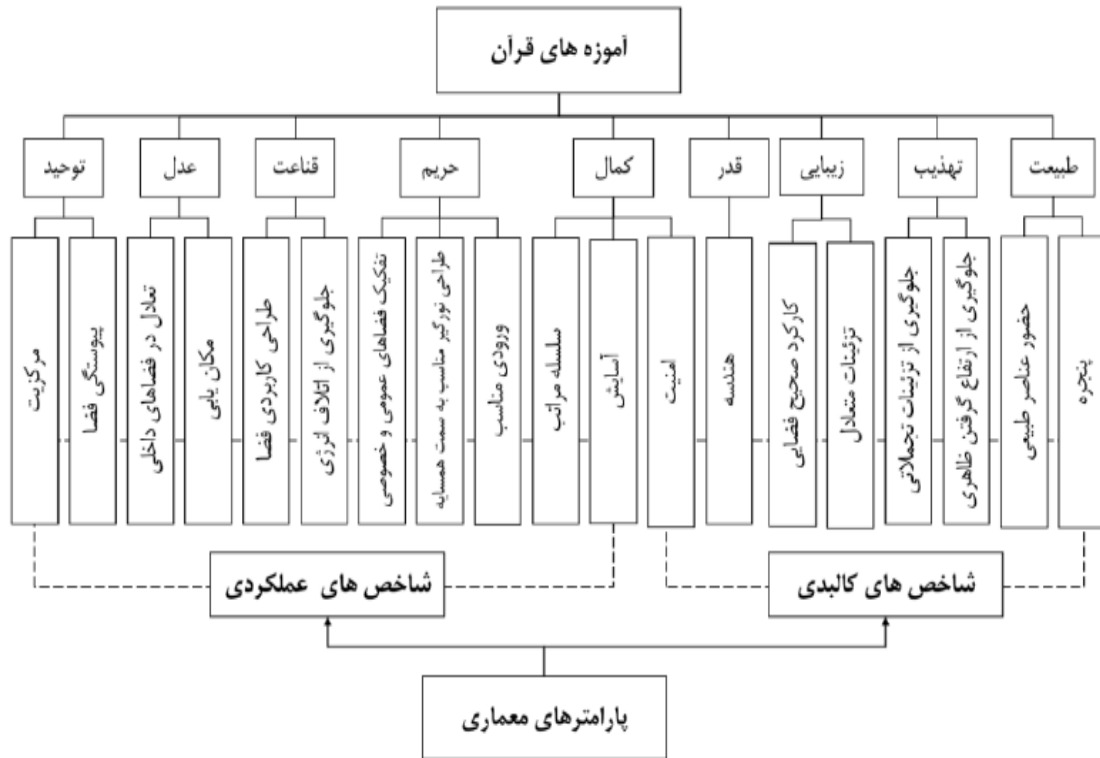 آموزه های قرآن
طبیعت
تهذیب
زیبایی
قدر
کمال
حریم
قناعت
عدل
توحید
پنجره
حضور عناصر طبیعی
جلوگیری از ارتفاع گرفتن ظاهری
جلوگیری از تزئینات تجملاتی
تزئینات متعادل
کارکرد صحیح فضایی
هندسه
امنیت
آسایش
سلسله مراتب
ورودی مناسب
طراحی نورگیر مناسب به سمت همسایه
تفکیک فضاهای عمومی و خصوصی
جلوگیری از اتلاف انرژی
طراحی کاربردی فضا
مکان یابی
تعادل در فضاهای داخلی
پیوستگی فضا
مرکزیت
شاخص های کالبدی
شاخص های عملکردی
پارامترهای معماری